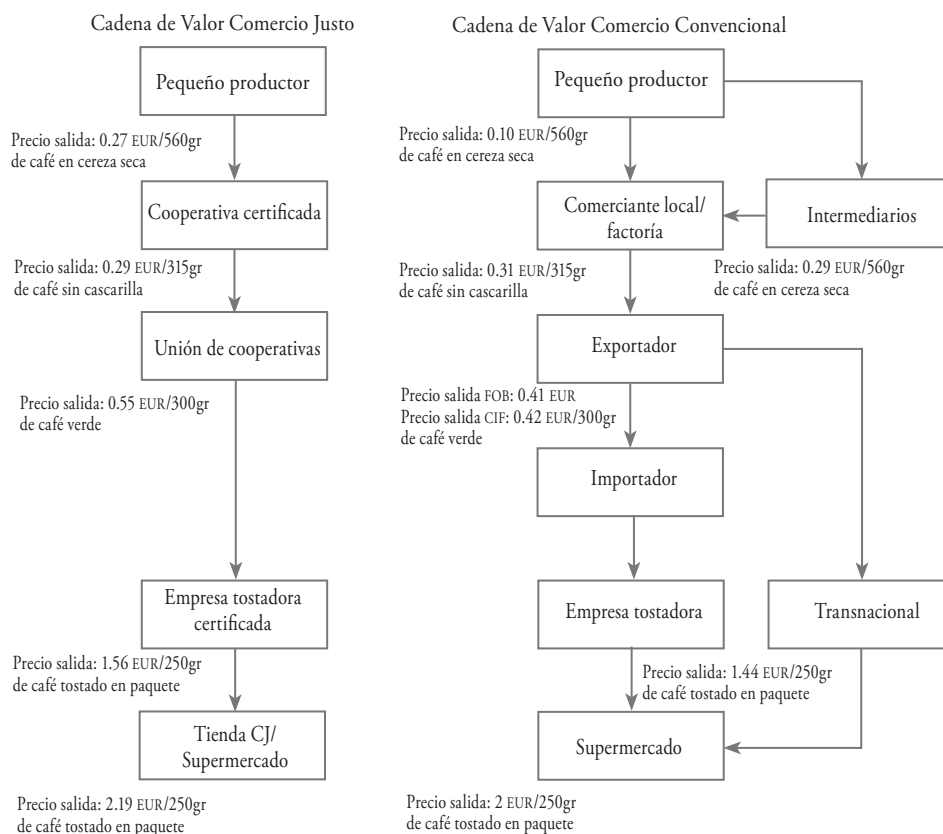 Cadena de Valor Comercio Justo
Pequeño productor
Precio salida: 0.27 EUR/560gr
de café en cereza seca
Cooperativa certificada
Precio salida: 0.29 EUR/315gr
de café sin cascarilla
Unión de cooperativas
Precio salida: 0.55 EUR/300gr
de café verde
Empresa tostadora
certificada
Precio salida: 1.56 EUR/250gr
de café tostado en paquete
Tienda CJ/
Supermercado
Precio salida: 2.19 EUR/250gr
de café tostado en paquete
Cadena de Valor Comercio Convencional
Pequeño productor
Precio salida: 0.10 EUR/560gr
de café en cereza seca
Comerciante local/
factoría
Intermediarios
Precio salida: 0.31 EUR/315gr
de café sin cascarilla
Precio salida: 0.29 EUR/560gr
de café en cereza seca
Exportador
Precio salida FOB: 0.41 EUR
Precio salida CIF: 0.42 EUR/300gr
de café verde
Importador
Empresa tostadora
Transnacional
Precio salida: 1.44 EUR/250gr
de café tostado en paquete
Supermercado
Precio salida: 2 EUR/250gr
de café tostado en paquete